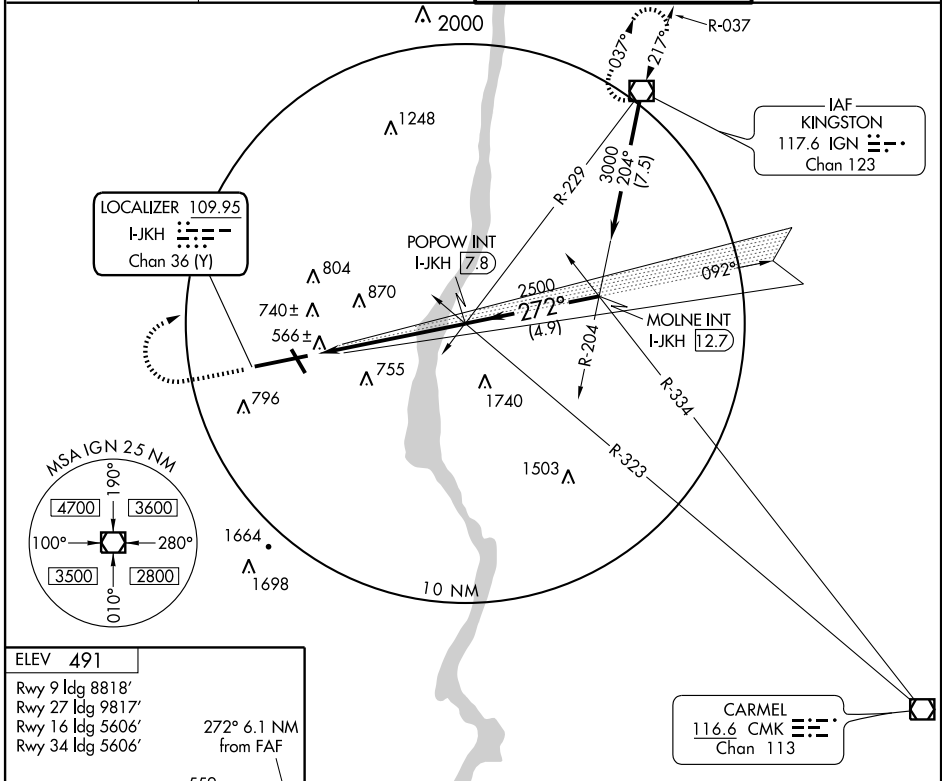 2000
R-037
037°
217°
1248
IAF
KINGSTON
117.6 IGN
Chan 123
3000
204°
(7.5)
R-229
LOCALIZER 109.95
I-JKH
Chan 36 (Y)
POPOW INT
I-JKH 7.8
804
870
740±
566±
2500
272°
(4.9)
092°
MOLNE INT
I-JKH 12.7
R-204
755
796
1740
R-334
R-323
1503
MSA IGN 25 NM
190°
4700
3600
100°
280°
3500
2800
010°
1664
1698
10 NM
ELEV 491
Rwy 9 ldg 8818'
Rwy 27 ldg 9817'
Rwy 16 ldg 5606'
Rwy 34 ldg 5606'
272° 6.1 NM
from FAF
CARMEL
116.6 CMK
Chan 113